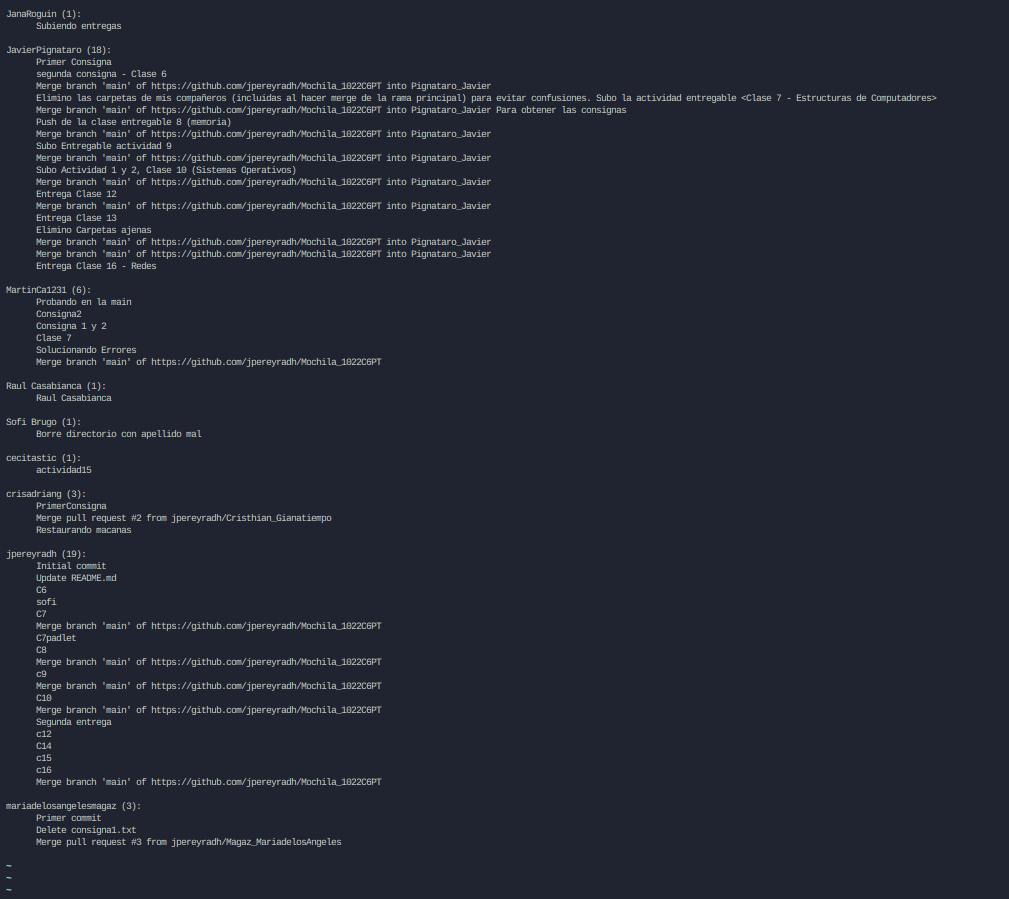 JanaRoguin (1):
Subiendo entregas
JavierPignataro (18):
Primer Consigna
segunda consigna - Clase 6
Merge branch 'main' of https://github.com/jpereyradh/Mochila_1022C6PT into Pignataro_Javier
Elimino las carpetas de mis compañeros (incluidas al hacer merge de la rama principal) para evitar confusiones. Subo la actividad entregable <Clase 7 - Estructuras de Computadores>
Merge branch 'main' of https://github.com/jpereyradh/Mochila_1022C6PT into Pignataro_Javier Para obtener las consignas
Push de la clase entregable 8 (memoria)
Merge branch 'main' of https://github.com/jpereyradh/Mochila_1022C6PT into Pignataro_Javier
Subo Entregable actividad 9
Merge branch 'main' of https://github.com/jpereyradh/Mochila_1022C6PT into Pignataro_Javier
Subo Actividad 1 y 2, Clase 10 (Sistemas Operativos)
Merge branch 'main' of https://github.com/jpereyradh/Mochila_1022C6PT into Pignataro_Javier
Entrega Clase 12
Merge branch 'main' of https://github.com/jpereyradh/Mochila_1022C6PT into Pignataro_Javier
Entrega Clase 13
Elimino Carpetas ajenas
Merge branch 'main' of https://github.com/jpereyradh/Mochila_1022C6PT into Pignataro_Javier
Merge branch 'main' of https://github.com/jpereyradh/Mochila_1022C6PT into Pignataro_Javier
Entrega Clase 16 - Redes
MartinCa1231 (6):
Probando en la main
Consigna2
Consigna 1 y 2
Clase 7
Solucionando Errores
Merge branch 'main' of https://github.com/jpereyradh/Mochila_1022C6PT
Raul Casabianca (1):
Raul Casabianca
Sofi Brugo (1):
Borre directorio con apellido mal
cecitastic (1):
actividad15
crisadriang (3):
PrimerConsigna
Merge pull request #2 from jpereyradh/Cristhian_Gianatiempo
Restaurando macanas
jpereyradh (19):
Initial commit
Update README.md
C6
sofi
C7
Merge branch 'main' of https://github.com/jpereyradh/Mochila_1022C6PT
C7padlet
C8
Merge branch 'main' of https://github.com/jpereyradh/Mochila_1022C6PT
c9
Merge branch 'main' of https://github.com/jpereyradh/Mochila_1022C6PT
C10
Merge branch 'main' of https://github.com/jpereyradh/Mochila_1022C6PT
Segunda entrega
c12
C14
c15
c16
Merge branch 'main' of https://github.com/jpereyradh/Mochila_1022C6PT
mariadelosangelesmagaz (3):
Primer commit
Delete consigna1.txt
Merge pull request #3 from jpereyradh/Magaz_MariadelosAngeles
~
~
~